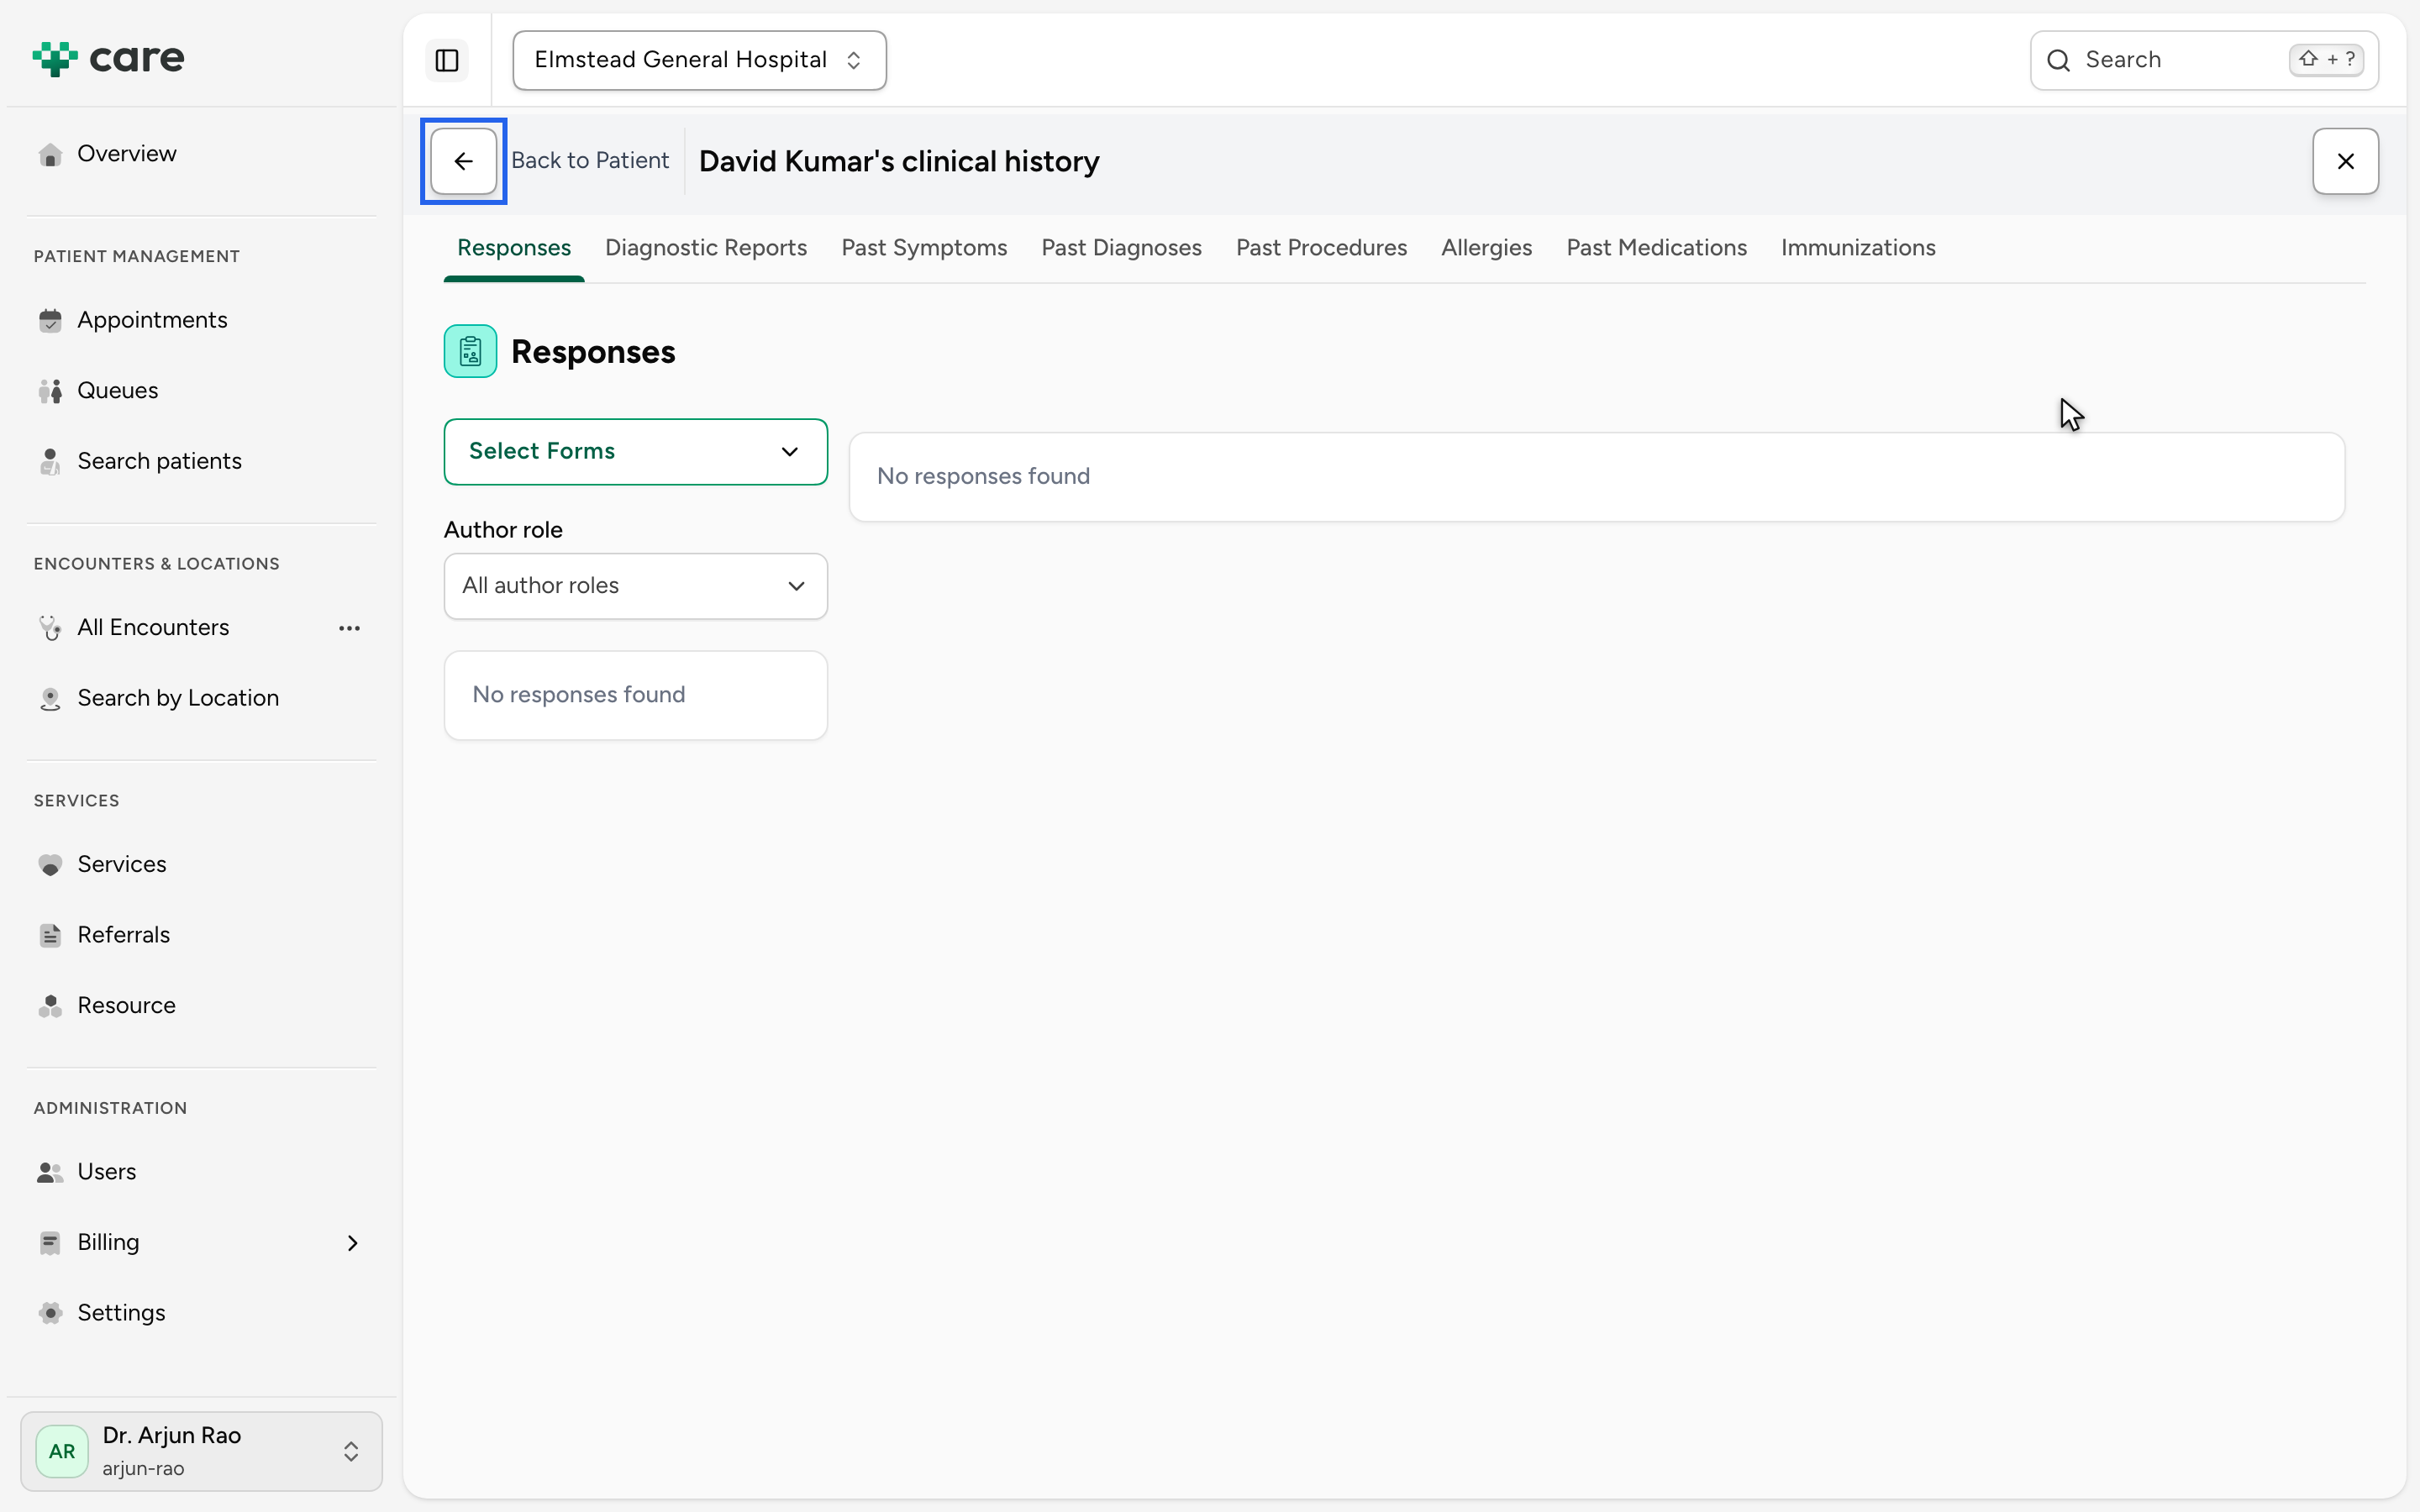 care
Elmstead General Hospital
Search
+ ?
Overview
Back to Patient
David Kumar's clinical history
PATIENT MANAGEMENT
Appointments
Queues
Search patients
ENCOUNTERS & LOCATIONS
All Encounters
Search by Location
SERVICES
Services
Referrals
Resource
ADMINISTRATION
Users
Billing
Settings
AR
Dr. Arjun Rao
arjun-rao
Responses
Diagnostic Reports
Past Symptoms
Past Diagnoses
Past Procedures
Allergies
Past Medications
Immunizations
Responses
Select Forms
Author role
All author roles
No responses found
No responses found